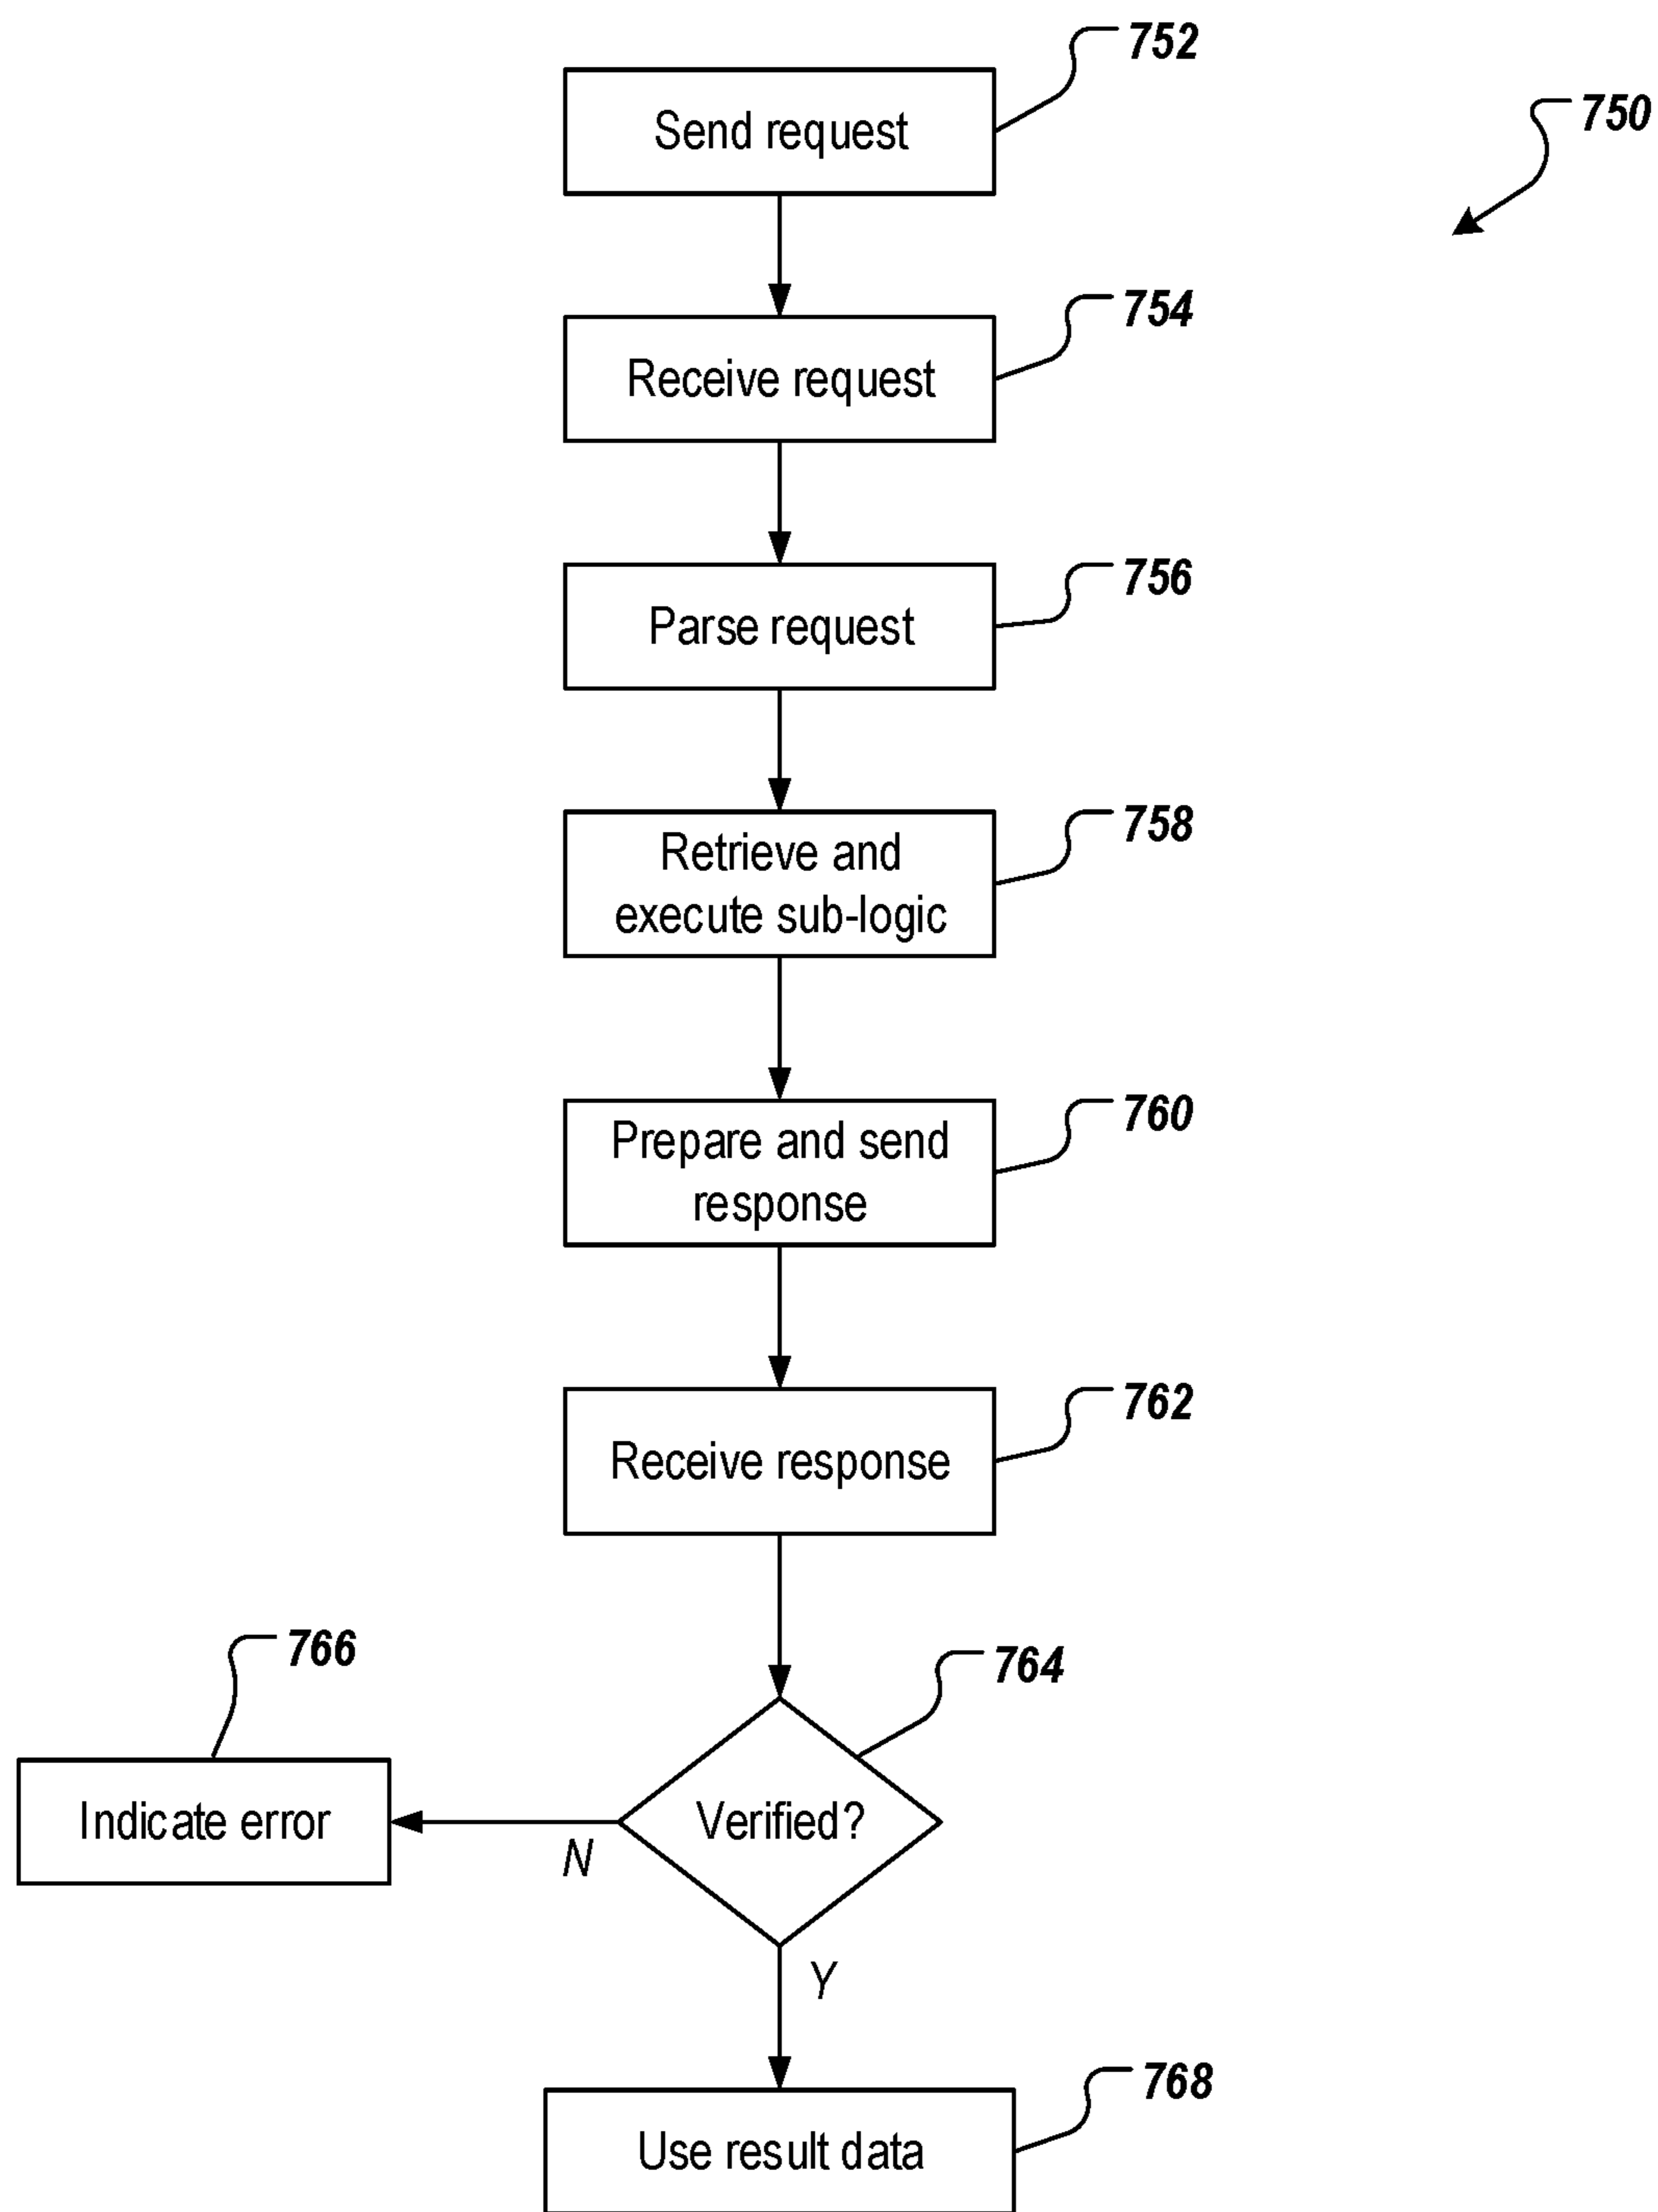 752
Send request
750
754
Receive request
756
Parse request
758
Retrieve and
execute sub-logic
760
Prepare and send
response
762
Receive response
766
764
Indicate error
Verified?
N
Y
768
Use result data